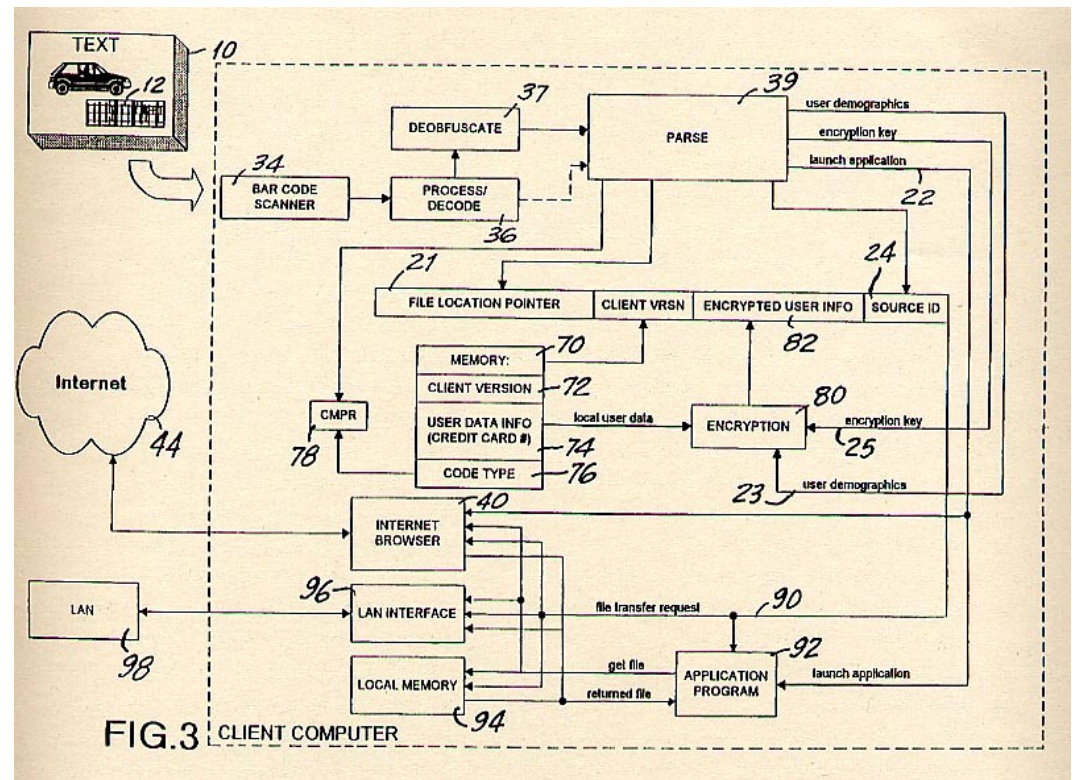 TEXT
10
12
39
37
user demographics
DEOBFUSCATE
PARSE
encryption key
launch application
34
22
BAR CODE
SCANNER
PROCESS/
DECODE
36
21
24
FILE LOCATION POINTER
CLIENT VRSN
ENCRYPTED USER INFO
SOURCE ID
82
70
MEMORY:
Internet
CLIENT VERSION
72
80
CMPR
USER DATA INFO
(CREDIT CARD #)
local user data
ENCRYPTION
encryption key
44
78
74
25
CODE TYPE
76
23
user demographics
40
INTERNET
BROWSER
96
90
LAN
LAN INTERFACE
file transfer request
98
92
get file
LOCAL MEMORY
APPLICATION
PROGRAM
launch application
returned file
94
FIG.3
CLIENT COMPUTER